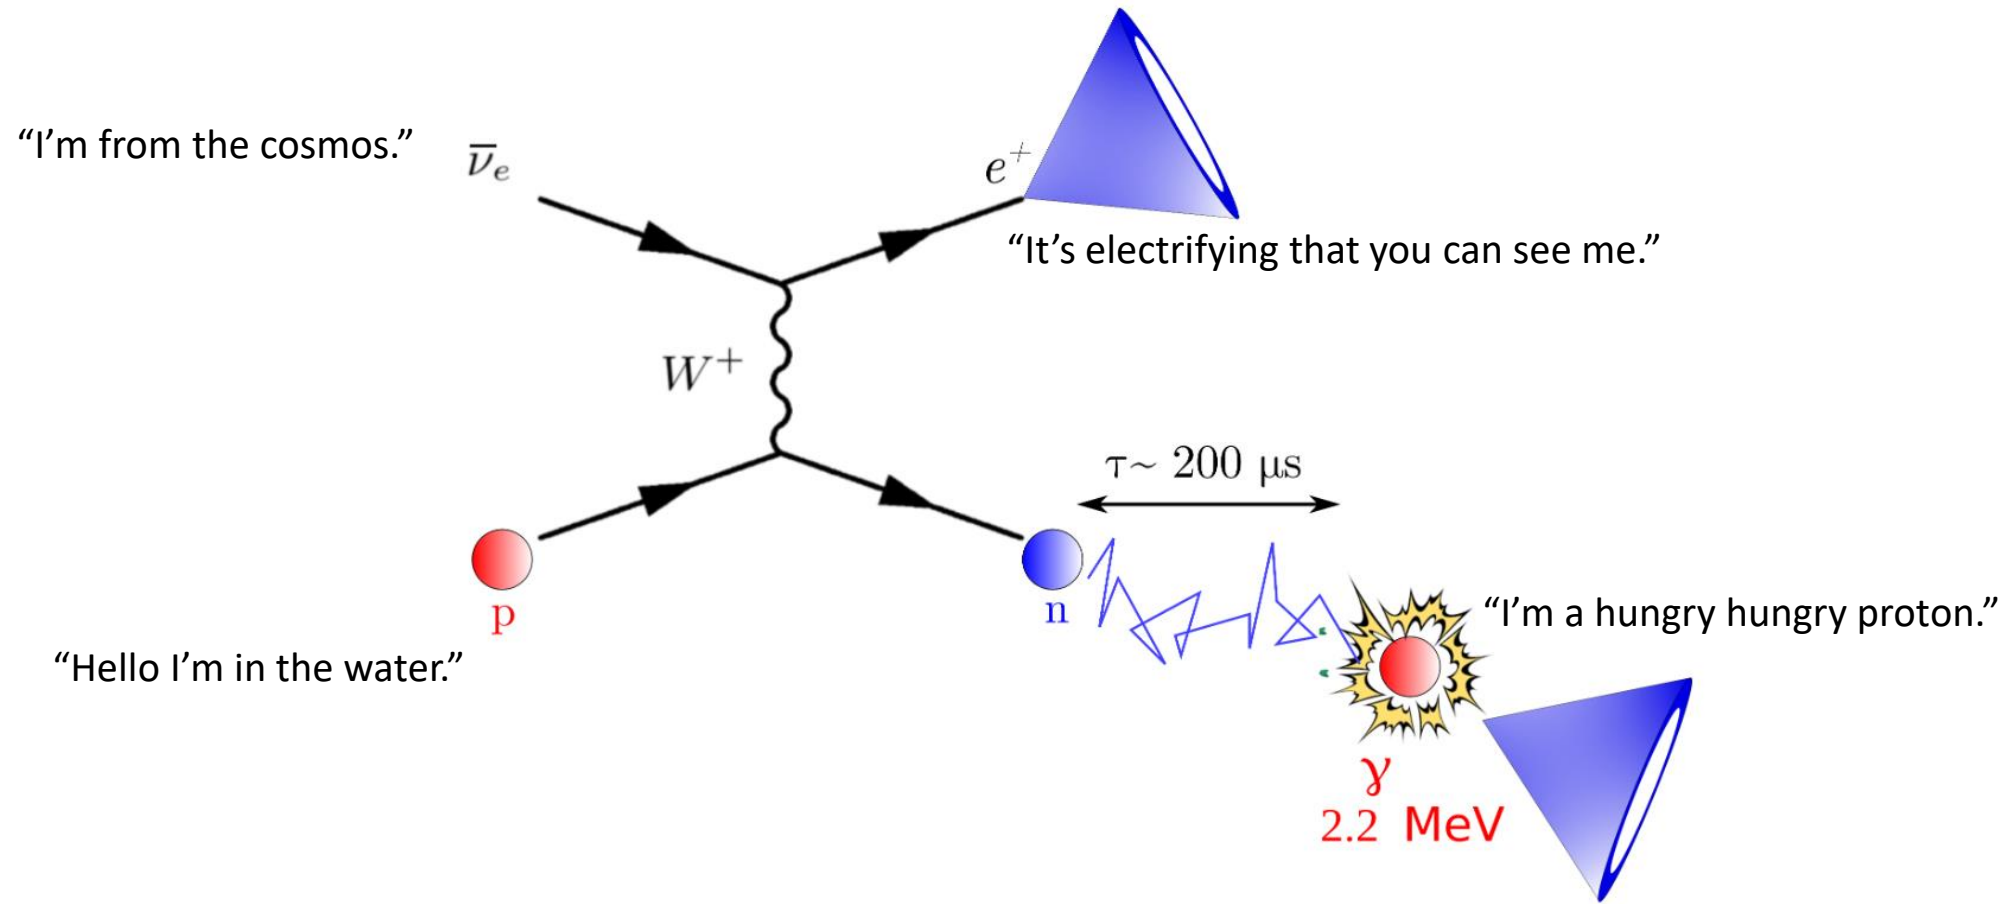 “I’m from the cosmos.”
ν̅ₑ
e⁺
“It’s electrifying that you can see me.”
W⁺
τ~ 200 μs
p
n
“I’m a hungry hungry proton.”
“Hello I’m in the water.”
γ
2.2 MeV